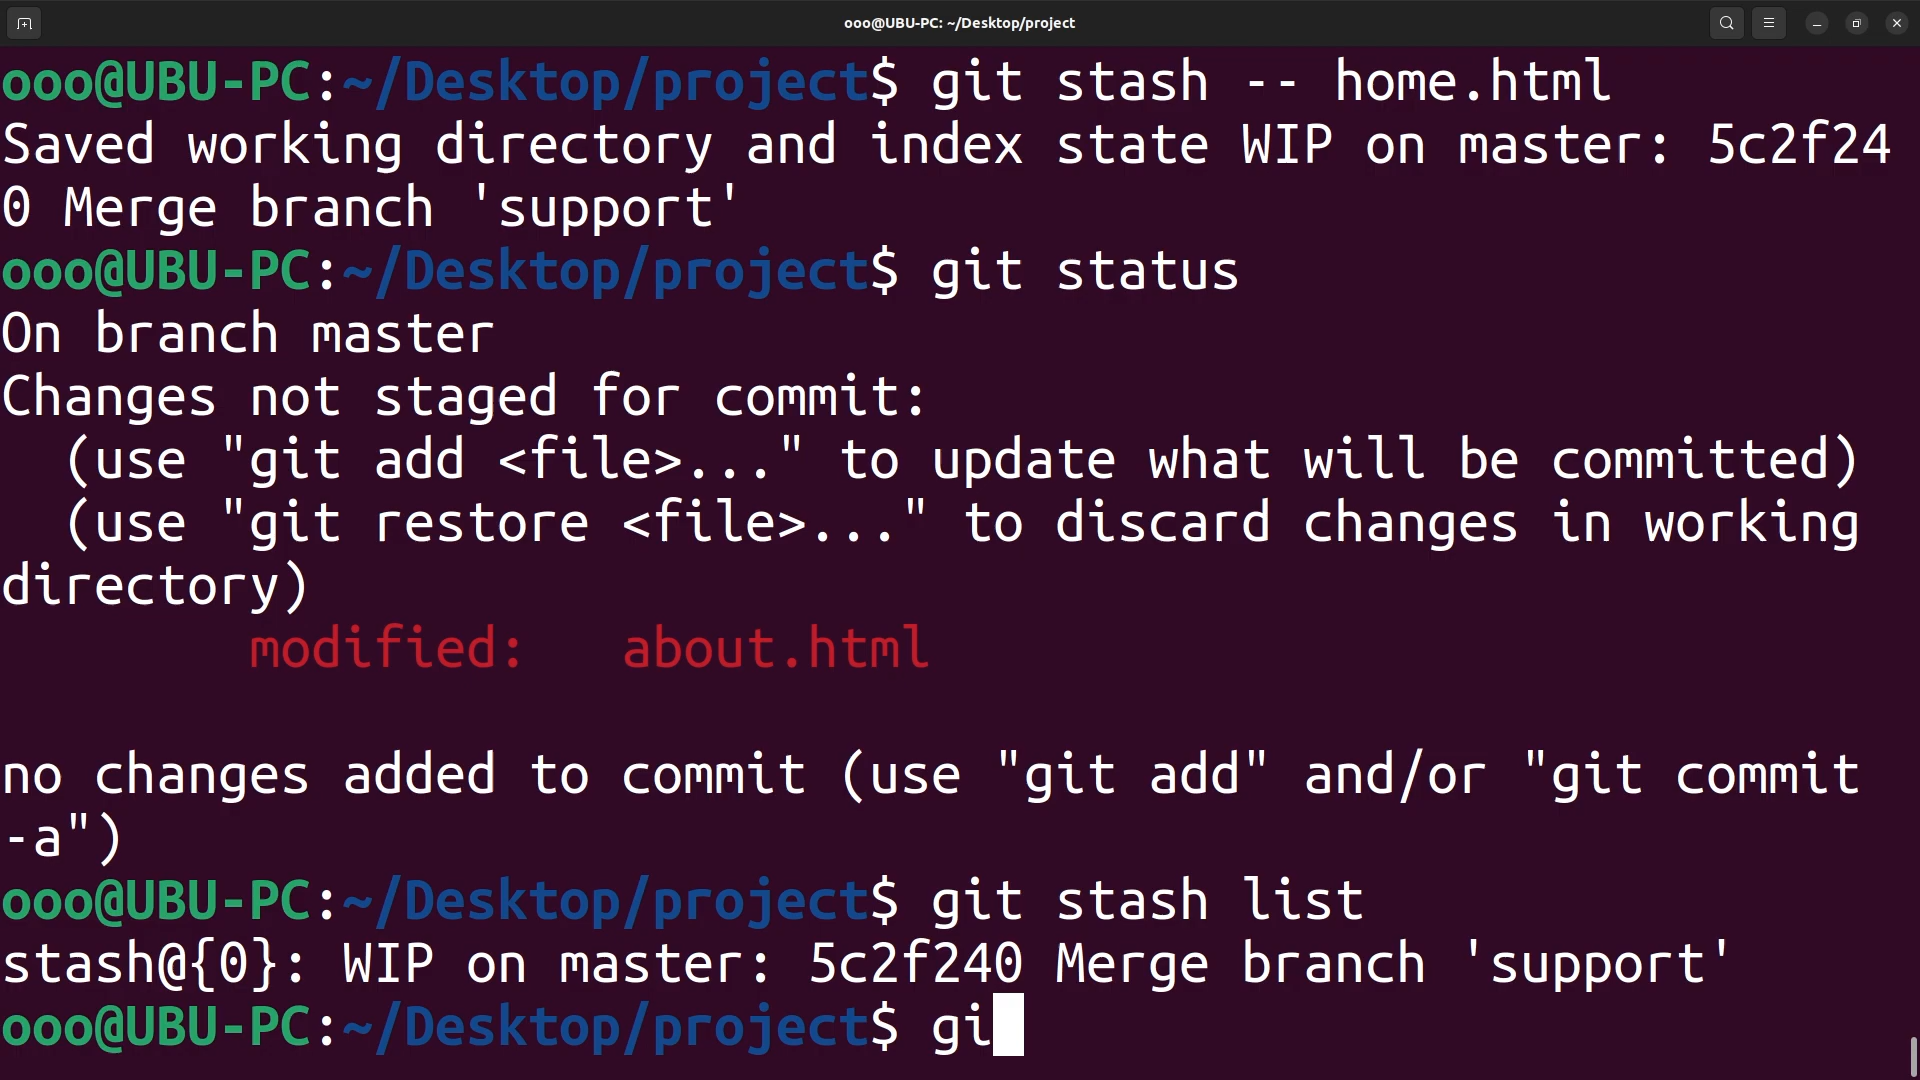 ooo@UBU-PC: ~/Desktop/project
ooo@UBU-PC:~/Desktop/project$ git stash -- home.html
Saved working directory and index state WIP on master: 5c2f24
0 Merge branch 'support'
ooo@UBU-PC:~/Desktop/project$ git status
On branch master
Changes not staged for commit:
  (use "git add <file>..." to update what will be committed)
  (use "git restore <file>..." to discard changes in working
directory)
        modified:   about.html

no changes added to commit (use "git add" and/or "git commit
-a")
ooo@UBU-PC:~/Desktop/project$ git stash list
stash@{0}: WIP on master: 5c2f240 Merge branch 'support'
ooo@UBU-PC:~/Desktop/project$ gi